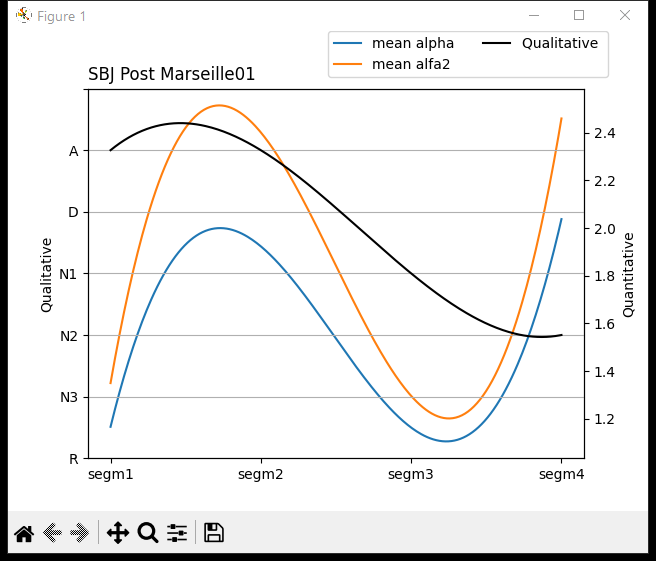 Figure 1
mean alpha
mean alfa2
Qualitative
SBJ Post Marseille01
Qualitative
A
D
N1
N2
N3
R
2.4
2.2
2.0
1.8
1.6
1.4
1.2
Quantitative
segm1 segm2 segm3 segm4